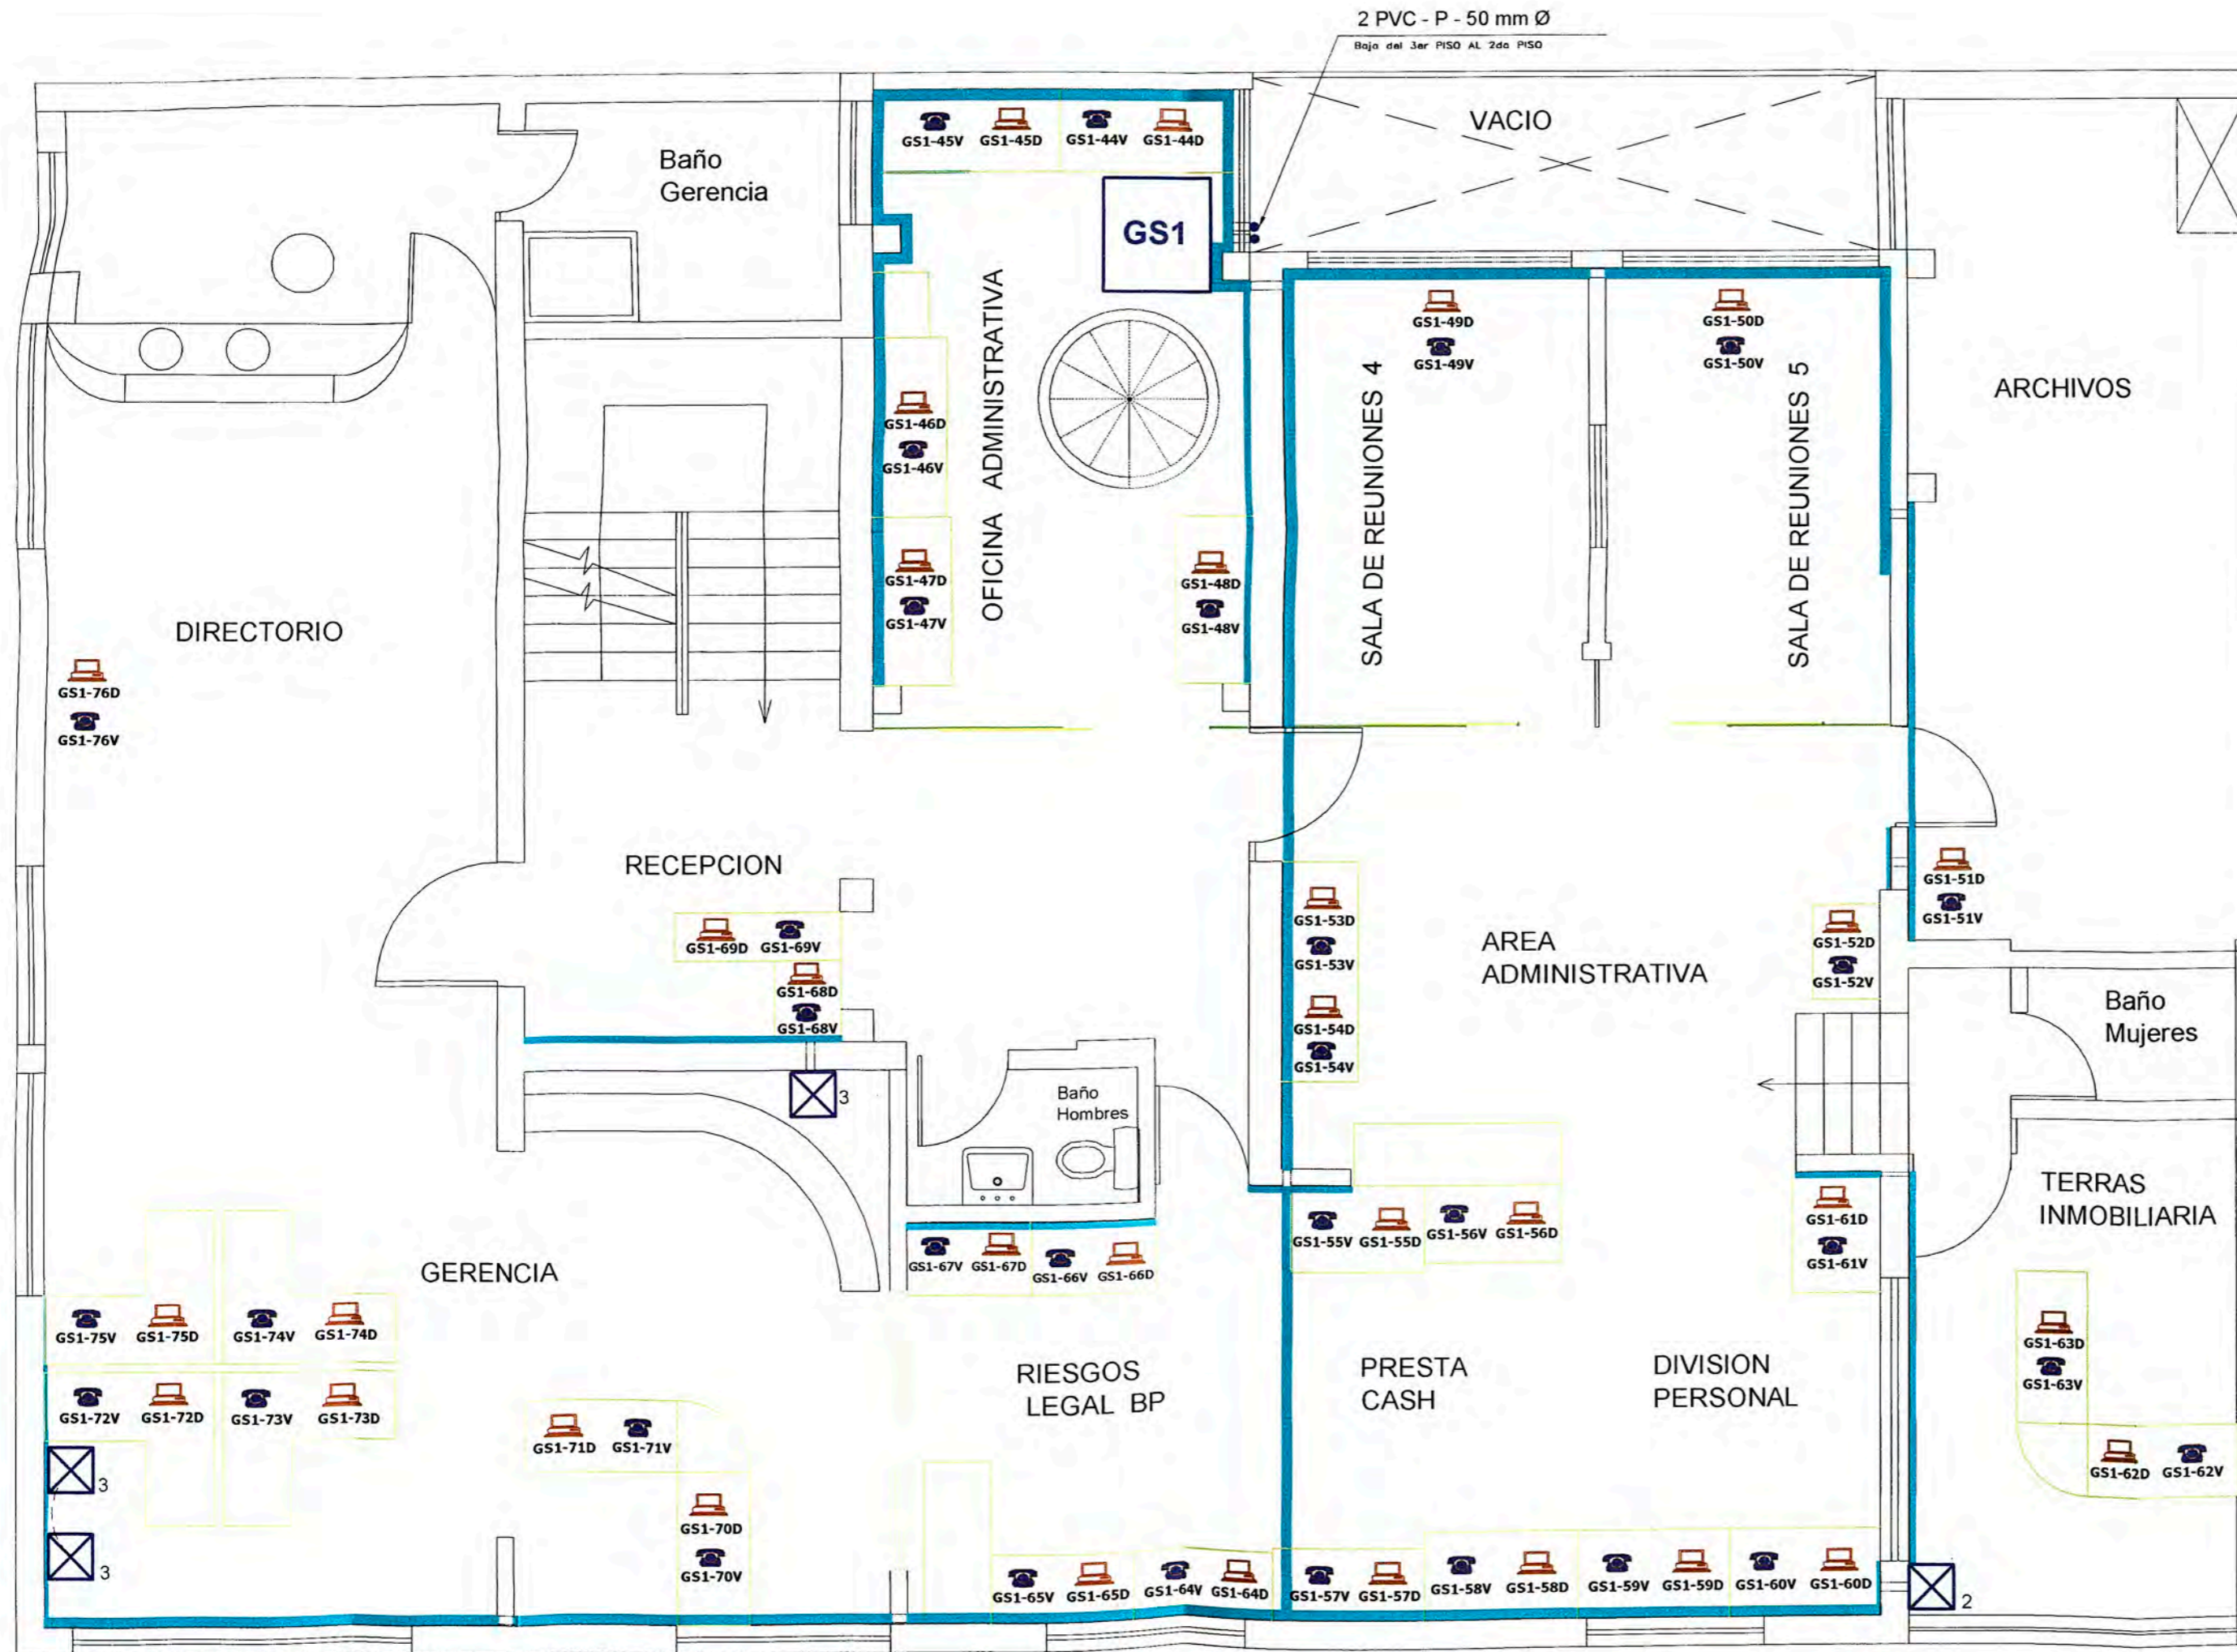 2 PVC - P - 50 mm Ø
Baja del 3er PISO AL 2do PISO
VACIO
Baño
Gerencia
GS1-45V GS1-45D GS1-44V GS1-44D
GS1
OFICINA ADMINISTRATIVA
GS1-46D
GS1-46V
GS1-47D
GS1-47V
GS1-48D
GS1-48V
GS1-49D
GS1-49V
SALA DE REUNIONES 4
GS1-50D
GS1-50V
SALA DE REUNIONES 5
ARCHIVOS
DIRECTORIO
GS1-76D
GS1-76V
RECEPCION
GS1-69D GS1-69V
GS1-68D
GS1-68V
3
GS1-53D
GS1-53V
GS1-54D
GS1-54V
AREA
ADMINISTRATIVA
GS1-52D
GS1-52V
GS1-51D
GS1-51V
Baño
Mujeres
Baño
Hombres
TERRAS
INMOBILIARIA
GS1-61D
GS1-61V
GS1-55V GS1-55D GS1-56V GS1-56D
GS1-67V GS1-67D GS1-66V GS1-66D
GERENCIA
GS1-75V GS1-75D GS1-74V GS1-74D
GS1-72V GS1-72D GS1-73V GS1-73D
3
3
GS1-71D GS1-71V
GS1-70D
GS1-70V
RIESGOS
LEGAL BP
PRESTA
CASH
DIVISION
PERSONAL
GS1-63D
GS1-63V
GS1-62D GS1-62V
GS1-65V GS1-65D GS1-64V GS1-64D GS1-57V GS1-57D GS1-58V GS1-58D GS1-59V GS1-59D GS1-60V GS1-60D
2